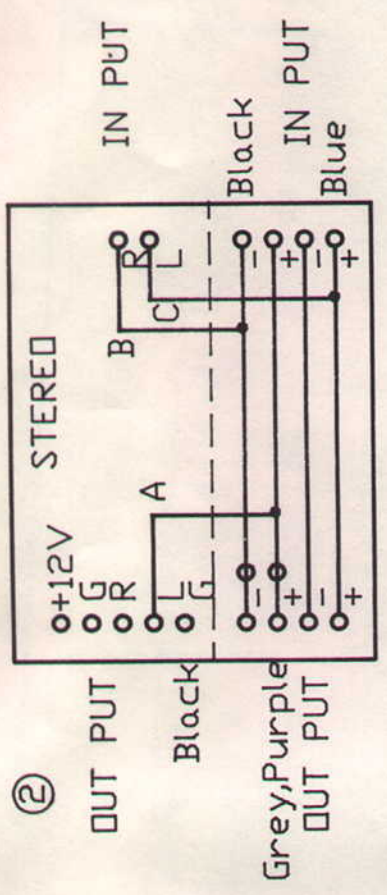 ②
STEREO
+12V
G
OUT PUT
IN PUT
R
B
R
A
C
L
L
Black
G
Black
- -
Grey,Purple
+ +
IN PUT
OUT PUT
- -
Blue
+ +